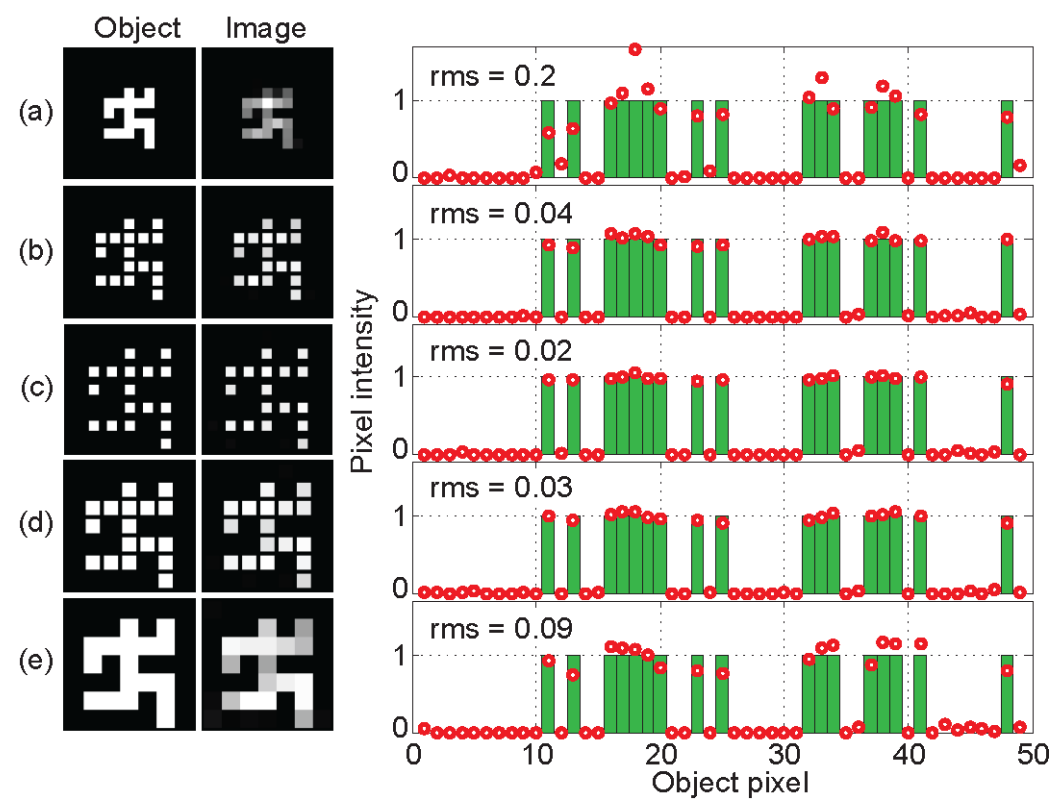 Object Image
(a)
(b)
(c)
(d)
(e)
Pixel intensity
rms = 0.2
1
0
rms = 0.04
1
0
rms = 0.02
1
0
rms = 0.03
1
0
rms = 0.09
1
0
0 10 20 30 40 50
Object pixel